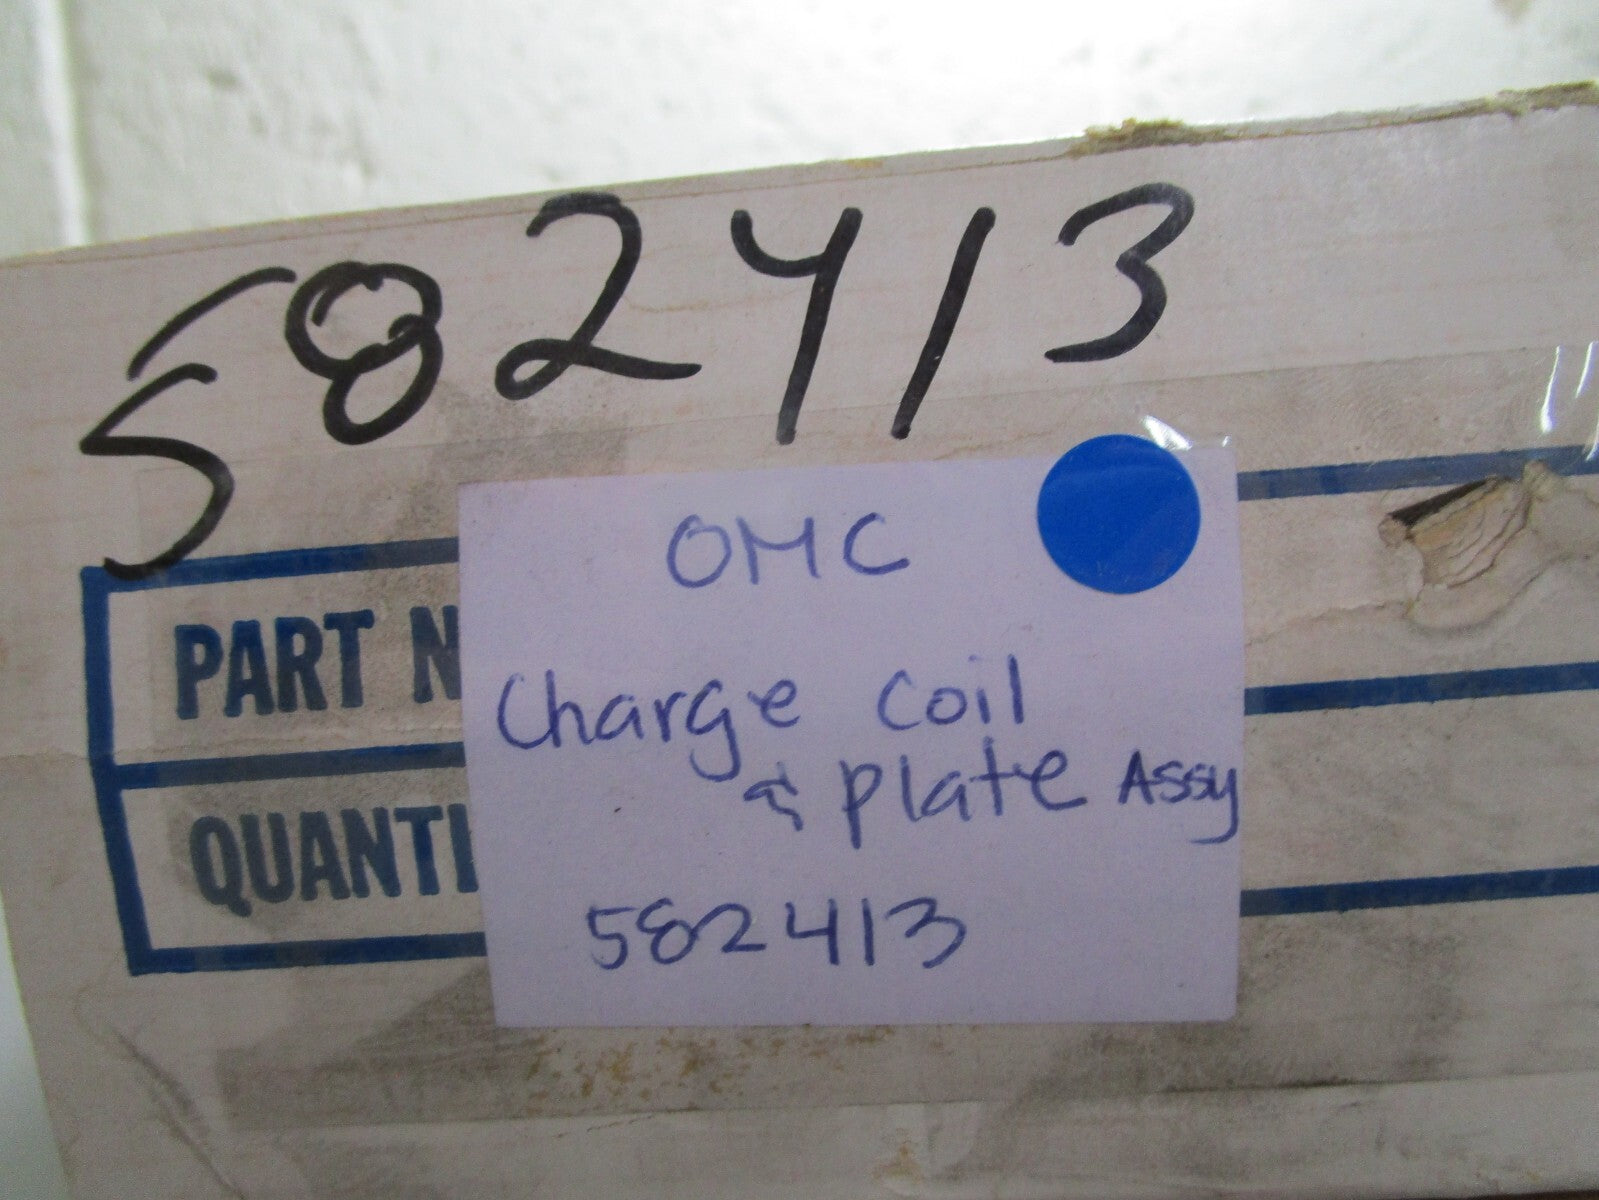 582413
OMC
PART N
Charge coil
& plate Assy
QUANTI
582413